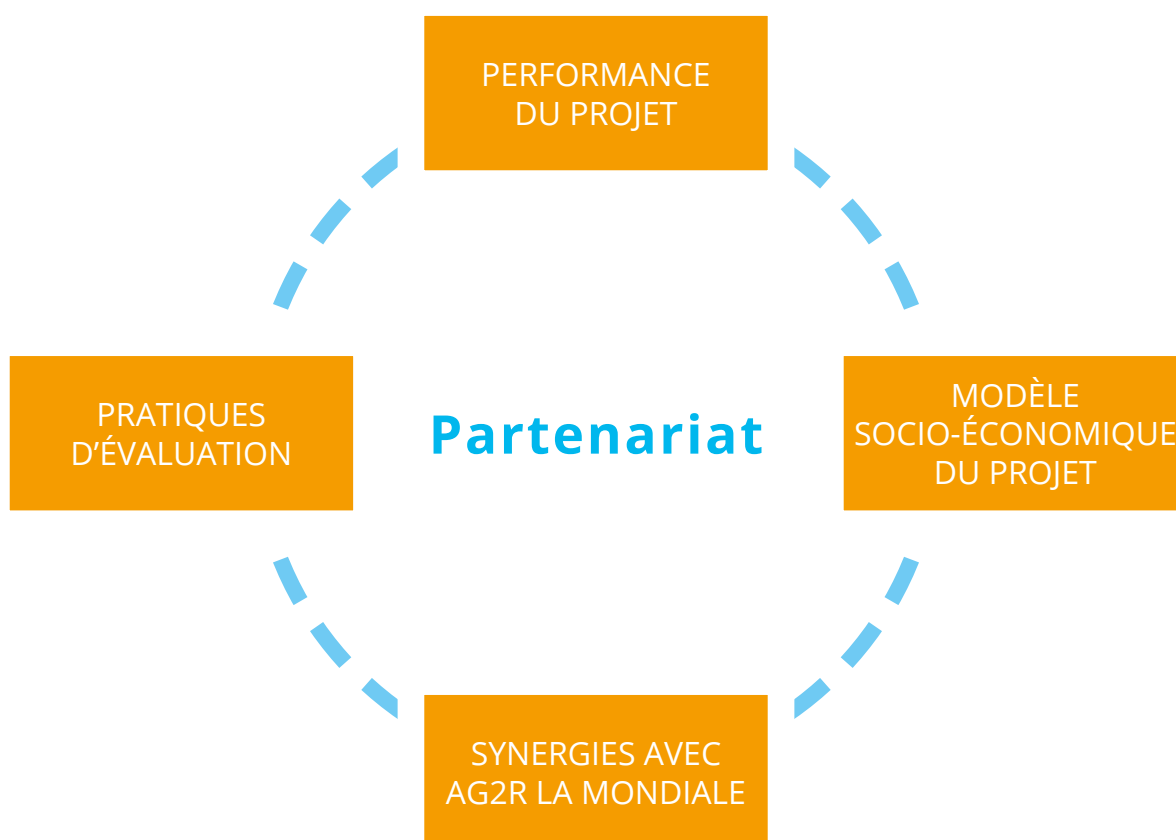 PERFORMANCE
DU PROJET
PRATIQUES
D’ÉVALUATION
Partenariat
MODÈLE
SOCIO-ÉCONOMIQUE
DU PROJET
SYNERGIES AVEC
AG2R LA MONDIALE